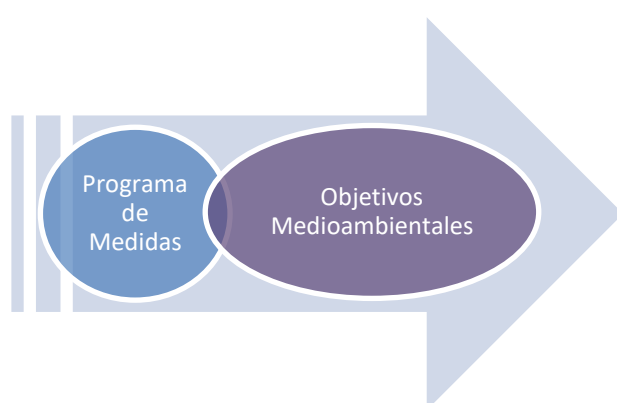 Programa
de
Medidas
Objetivos
Medioambientales